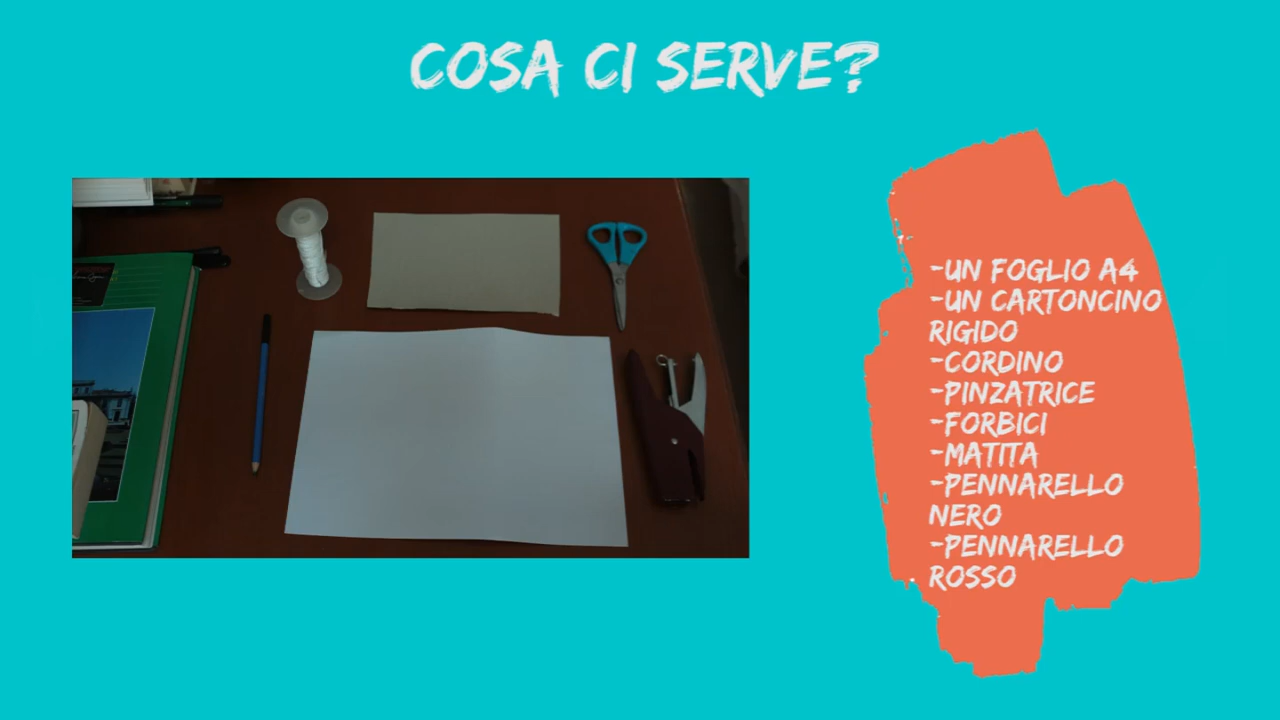 COSA CI SERVE?
-UN FOGLIO A4
-UN CARTONCINO
RIGIDO
-CORDINO
-PINZATRICE
-FORBICI
-MATITA
-PENNARELLO
NERO
-PENNARELLO
ROSSO